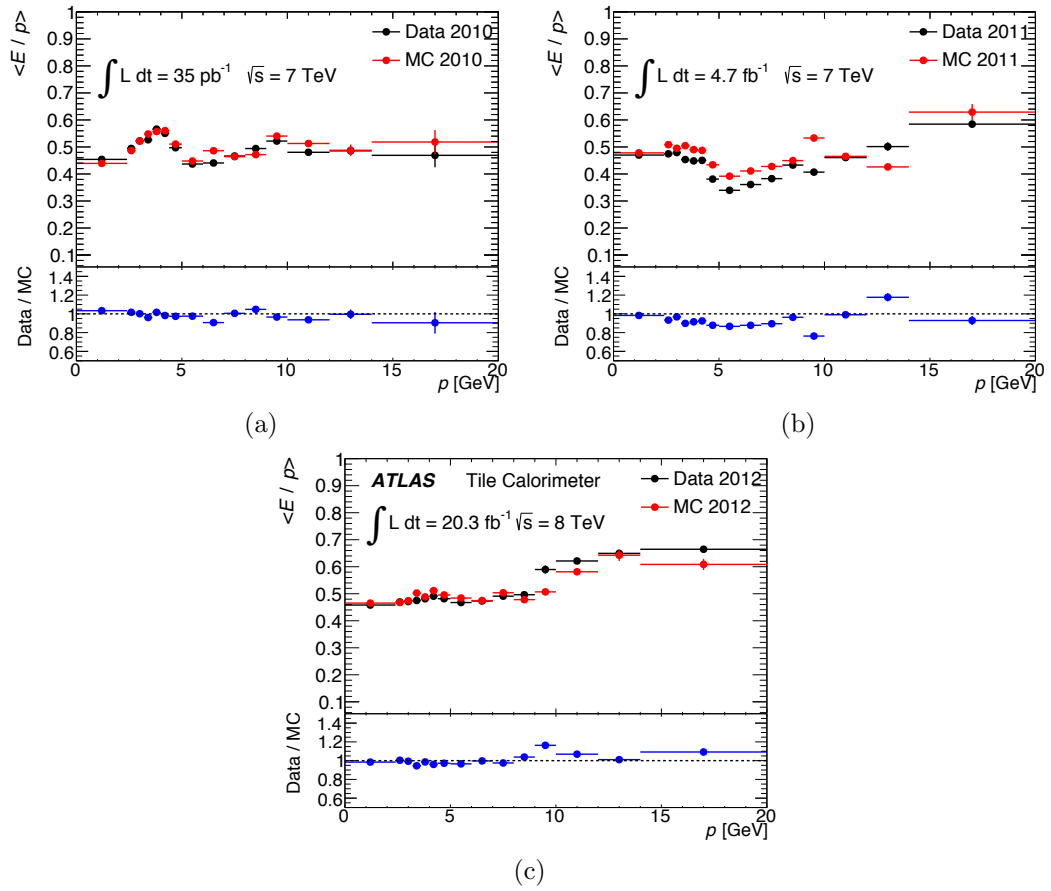 <E / p>
1
0.9
0.8
0.7
0.6
0.5
0.4
0.3
0.2
0.1
Data 2010
MC 2010
∫ L dt = 35 pb⁻¹ √s = 7 TeV
Data / MC
1.4
1.2
1
0.8
0.6
0 5 10 15 20
p [GeV]
(a)
<E / p>
1
0.9
0.8
0.7
0.6
0.5
0.4
0.3
0.2
0.1
Data 2011
MC 2011
∫ L dt = 4.7 fb⁻¹ √s = 7 TeV
Data / MC
1.4
1.2
1
0.8
0.6
0 5 10 15 20
p [GeV]
(b)
<E / p>
1
0.9
0.8
0.7
0.6
0.5
0.4
0.3
0.2
0.1
ATLAS Tile Calorimeter
Data 2012
MC 2012
∫ L dt = 20.3 fb⁻¹ √s = 8 TeV
Data / MC
1.4
1.2
1
0.8
0.6
0 5 10 15 20
p [GeV]
(c)